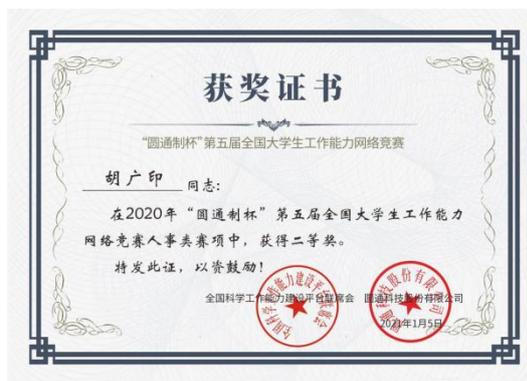 获奖证书
“圆通制杯”第五届全国大学生工作能力网络竞赛
胡广印 同志:
在2020年“圆通制杯”第五届全国大学生工作能力
网络竞赛人事类赛项中，获得二等奖。
特发此证，以资鼓励!
全国科学工作能力建设平台联席会 圆通科技股份有限公司
2021年1月5日